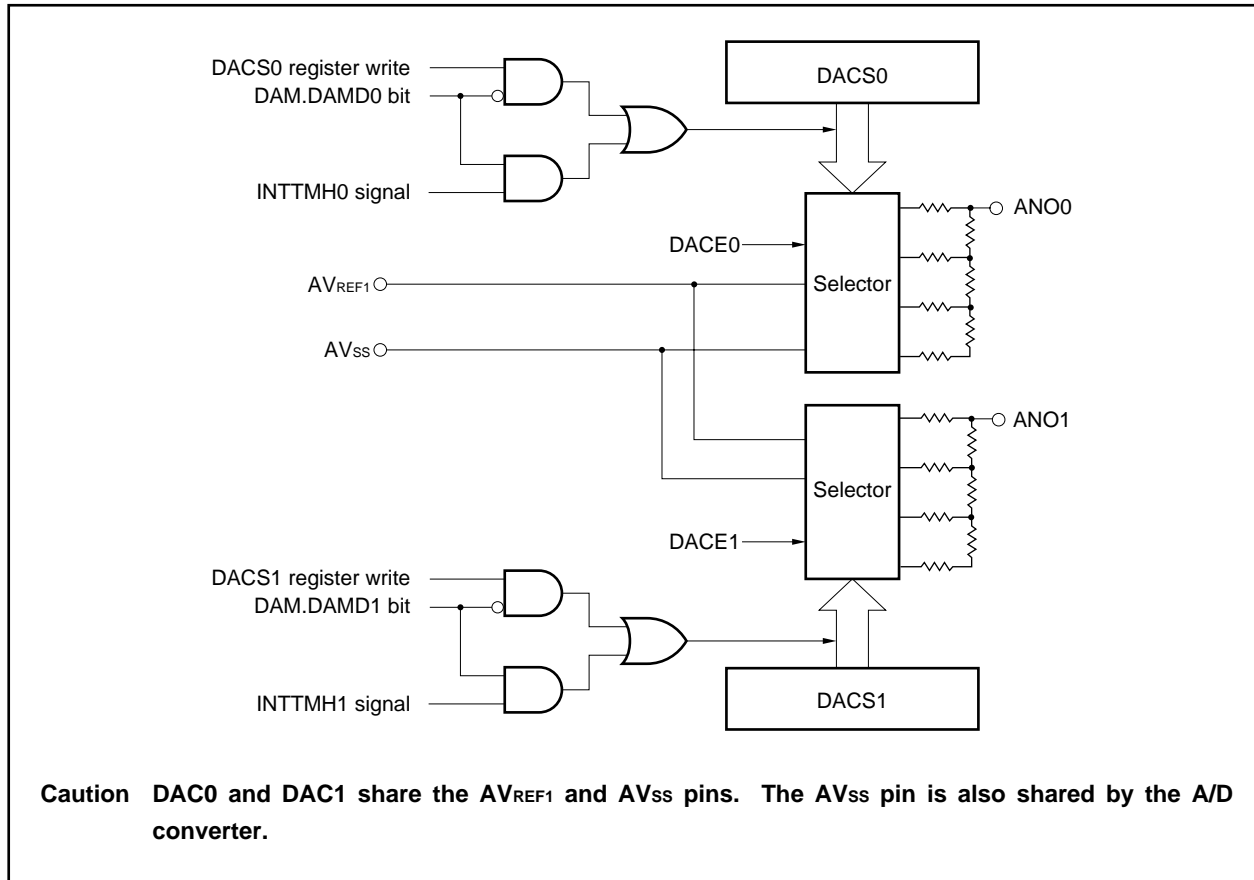 DACS0 register write
DAM.DAMD0 bit
INTTMH0 signal
DACS0
ANO0
DACE0
Selector
AVREF1
AVSS
ANO1
Selector
DACE1
DACS1 register write
DAM.DAMD1 bit
INTTMH1 signal
DACS1
Caution DAC0 and DAC1 share the AVREF1 and AVSS pins. The AVSS pin is also shared by the A/D
converter.